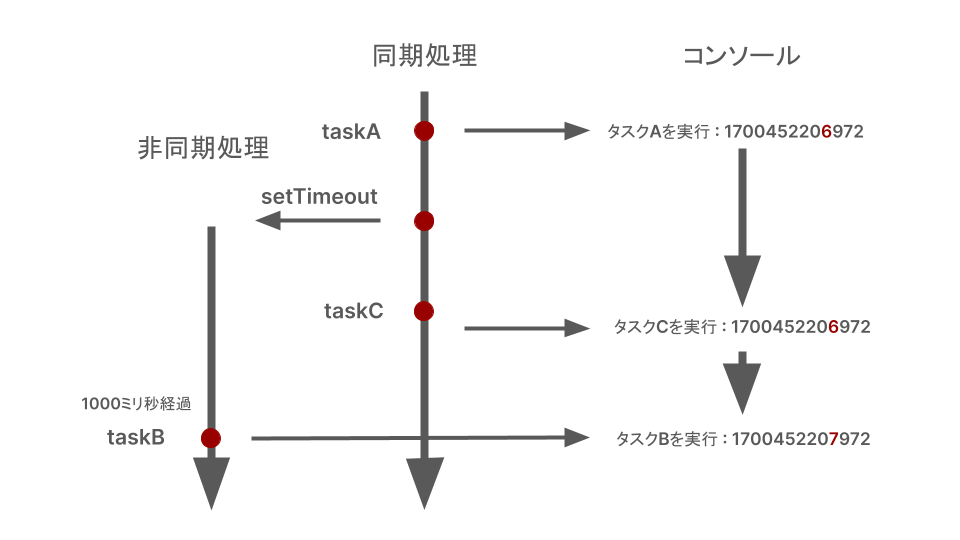 同期処理
コンソール
taskA
タスクAを実行：1700452206972
非同期処理
setTimeout
taskC
タスクCを実行：1700452206972
1000ミリ秒経過
taskB
タスクBを実行：1700452207972